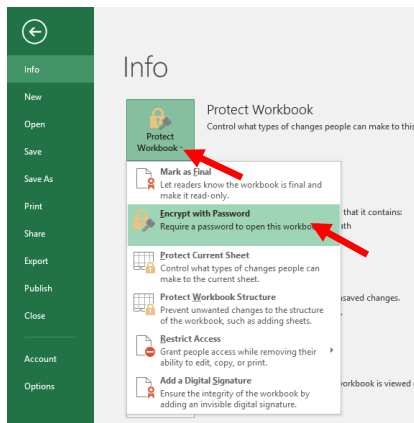 Info
Info
New
Open
Save
Save As
Print
Share
Export
Publish
Close
Account
Options
Protect Workbook
Control what types of changes people can make to this
Protect
Workbook
Mark as Final
Let readers know the workbook is final and
make it read-only.
Encrypt with Password
Require a password to open this workbook.
that it contains:
ath
Protect Current Sheet
Control what types of changes people can
make to the current sheet.
Protect Workbook Structure
Prevent unwanted changes to the structure
of the workbook, such as adding sheets.
nsaved changes.
Restrict Access
Grant people access while removing their
ability to edit, copy, or print.
Add a Digital Signature
Ensure the integrity of the workbook by
adding an invisible digital signature.
orkbook is viewed